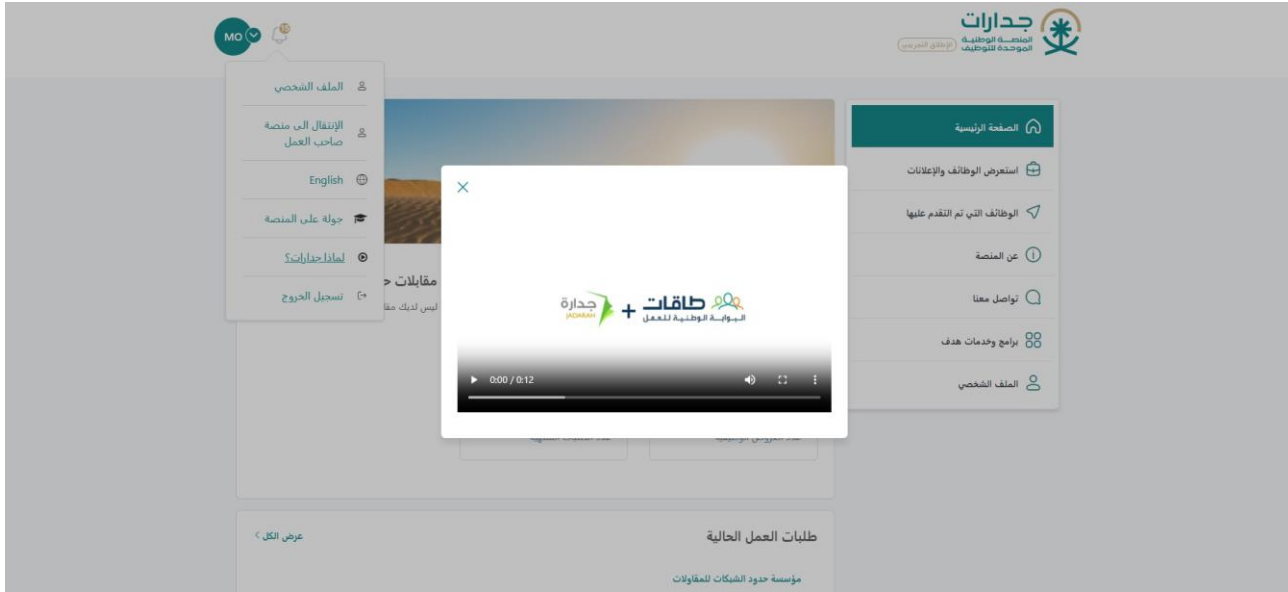 جدارات
المنصة الوطنية
الموحدة للتوظيف
MO
الملف الشخصي
الإنتقال الى منصة
صاحب العمل
English
جولة على المنصة
لماذا جدارات؟
تسجيل الخروج
الصفحة الرئيسية
استعرض الوظائف والإعلانات
الوظائف التي تم التقدم عليها
عن المنصة
تواصل معنا
برامج وخدمات هدف
الملف الشخصي
مقابلات
ليس لديك
طاقات + جدارة
البوابة الوطنية للعمل
JADARAH
0:00 / 0:12
طلبات العمل الحالية
عرض الكل
مؤسسة حدود الشبكات للمقاولات